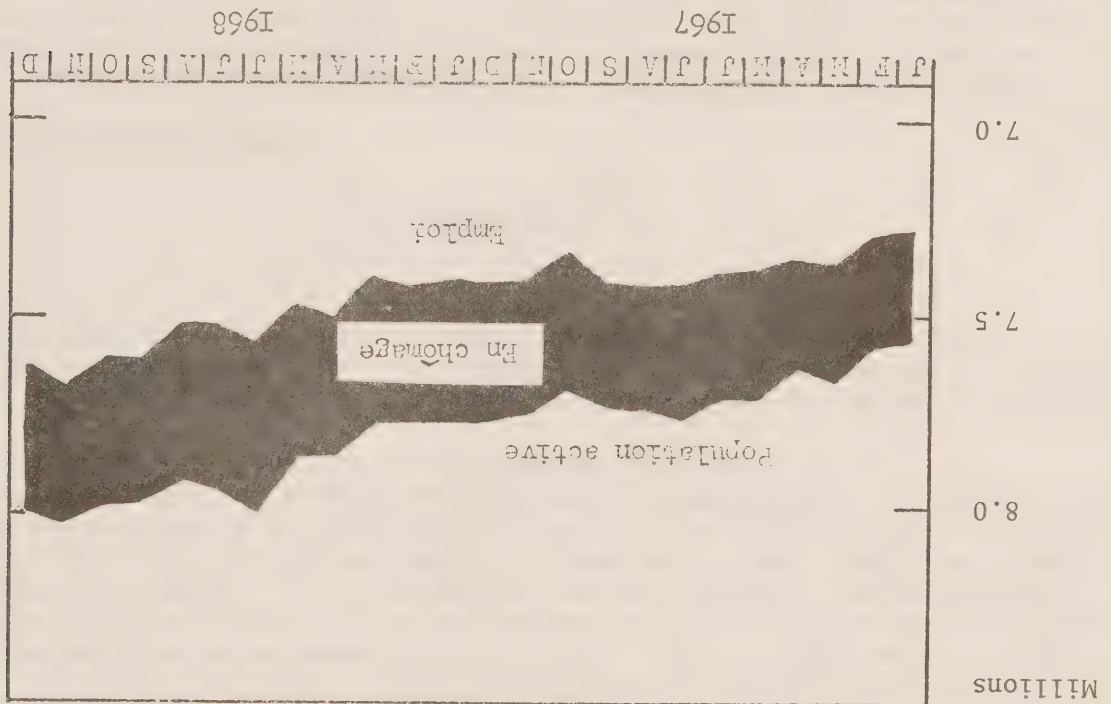 Millions
8.0
Population active
En chômage
7.5
Emploi
7.0
J F M A M J J A S O N D J F M A M J J A S O N D
1967 1968